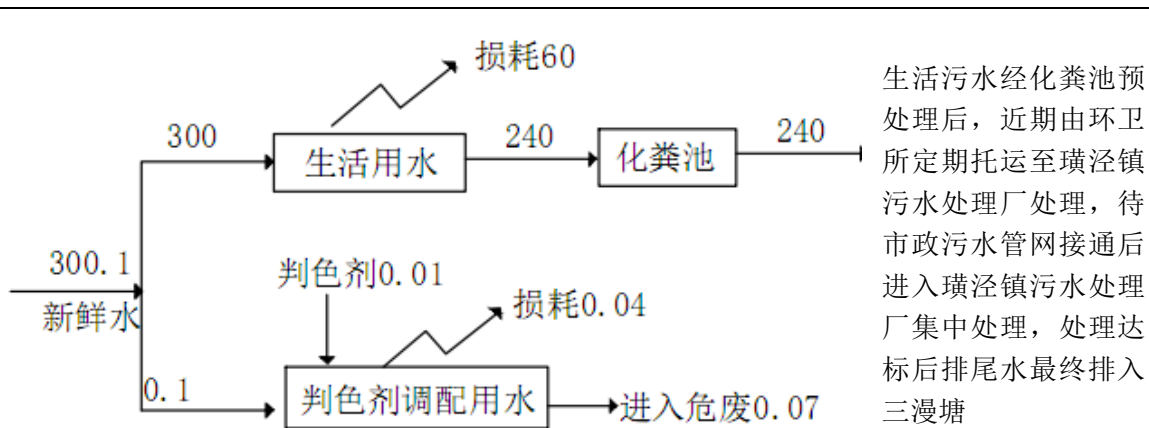 损耗60
300
生活用水
240
化粪池
240
300.1
新鲜水
判色剂0.01
损耗0.04
0.1
判色剂调配用水
进入危废0.07
生活污水经化粪池预
处理后，近期由环卫
所定期托运至璜泾镇
污水处理厂处理，待
市政污水管网接通后
进入璜泾镇污水处理
厂集中处理，处理达
标后排尾水最终排入
三漫塘